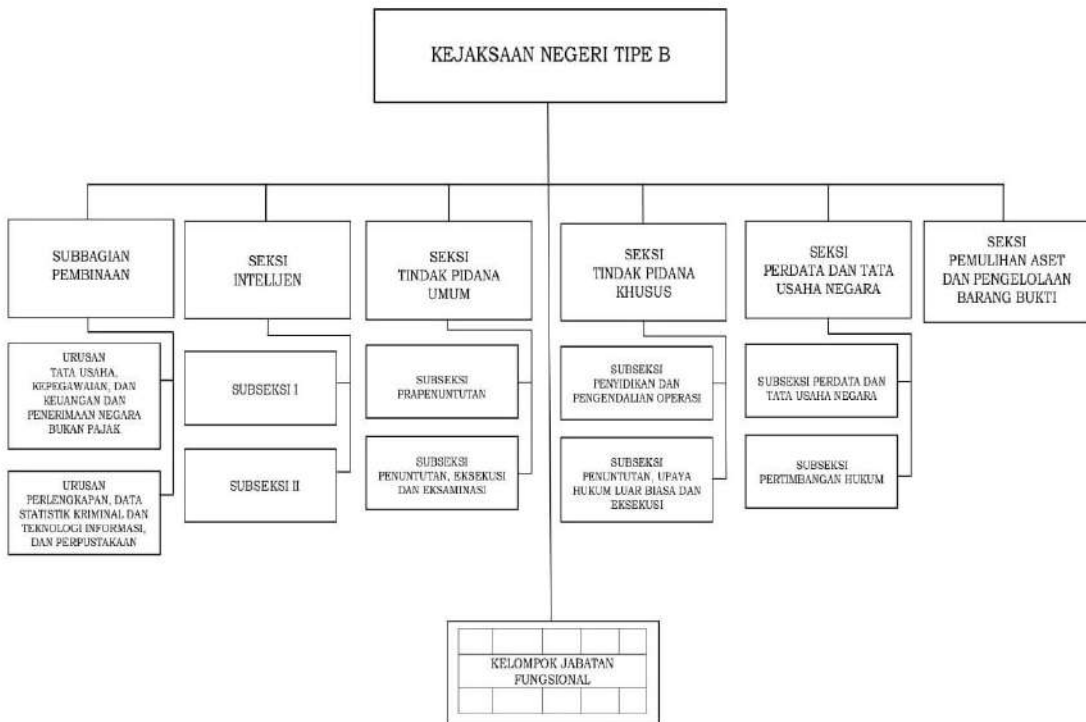 KEJAKSAAN NEGERI TIPE B
SUBBAGIAN
PEMBINAAN
SEKSI
INTELIJEN
SEKSI
TINDAK PIDANA
UMUM
SEKSI
TINDAK PIDANA
KHUSUS
SEKSI
PERDATA DAN TATA
USAHA NEGARA
SEKSI
PEMULIHAN ASET
DAN PENGELOLAAN
BARANG BUKTI
URUSAN
TATA USAHA,
KEPEGAWAIAN, DAN
KEUANGAN DAN
PENERIMAAN NEGARA
BUKAN PAJAK
SUBSEKSI I
SUBSEKSI
PRAPENUNTUTAN
SUBSEKSI
PENYIDIKAN DAN
PENGENDALIAN OPERASI
SUBSEKSI PERDATA DAN
TATA USAHA NEGARA
URUSAN
PERLENGKAPAN, DATA
STATISTIK KRIMINAL DAN
TEKNOLOGI INFORMASI,
DAN PERPUSTAKAAN
SUBSEKSI II
SUBSEKSI
PENUNTUTAN, EKSEKUSI
DAN EKSAMINASI
SUBSEKSI
PENUNTUTAN, UPAYA
HUKUM LUAR BIASA DAN
EKSEKUSI
SUBSEKSI
PERTIMBANGAN HUKUM
KELOMPOK JABATAN
FUNGSIONAL